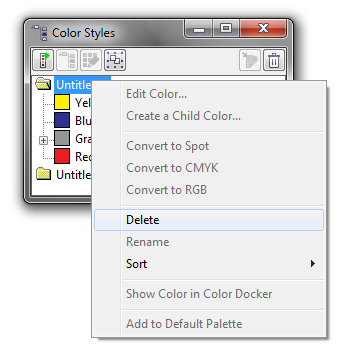 Color Styles
Untitle
Yel
Blu
Gra
Red
Untitle
Edit Color...
Create a Child Color...
Convert to Spot
Convert to CMYK
Convert to RGB
Delete
Rename
Sort
Show Color in Color Docker
Add to Default Palette